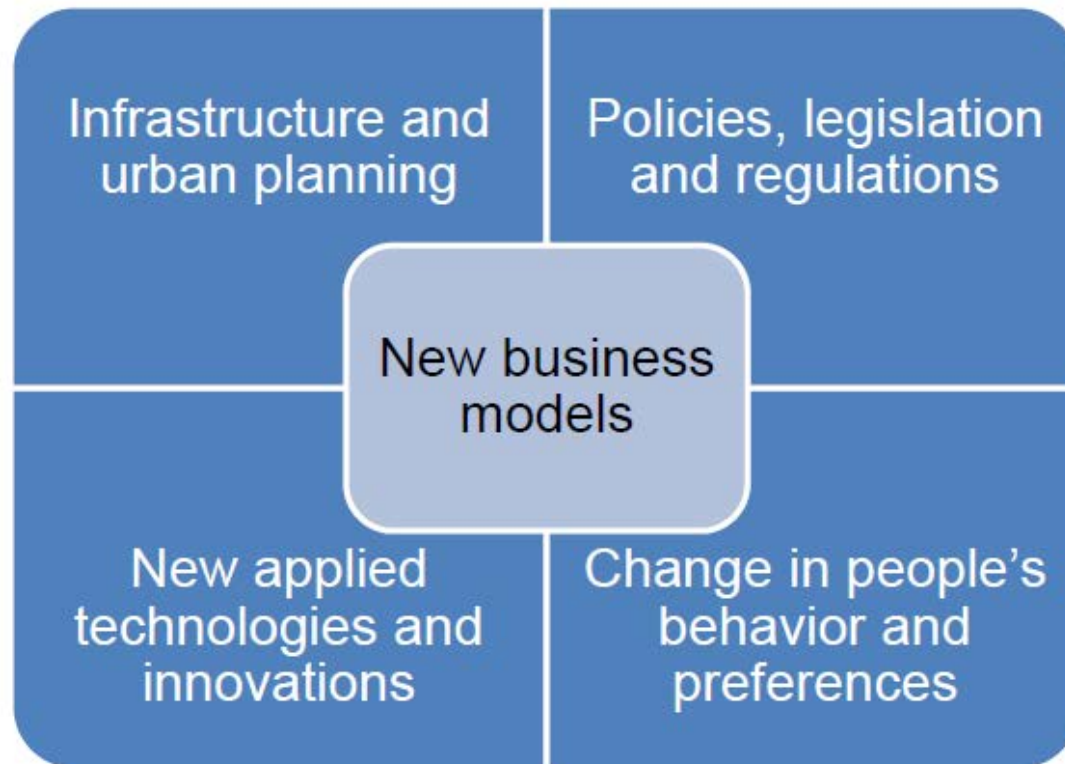 Infrastructure and
urban planning
Policies, legislation
and regulations
New business
models
New applied
technologies and
innovations
Change in people’s
behavior and
preferences